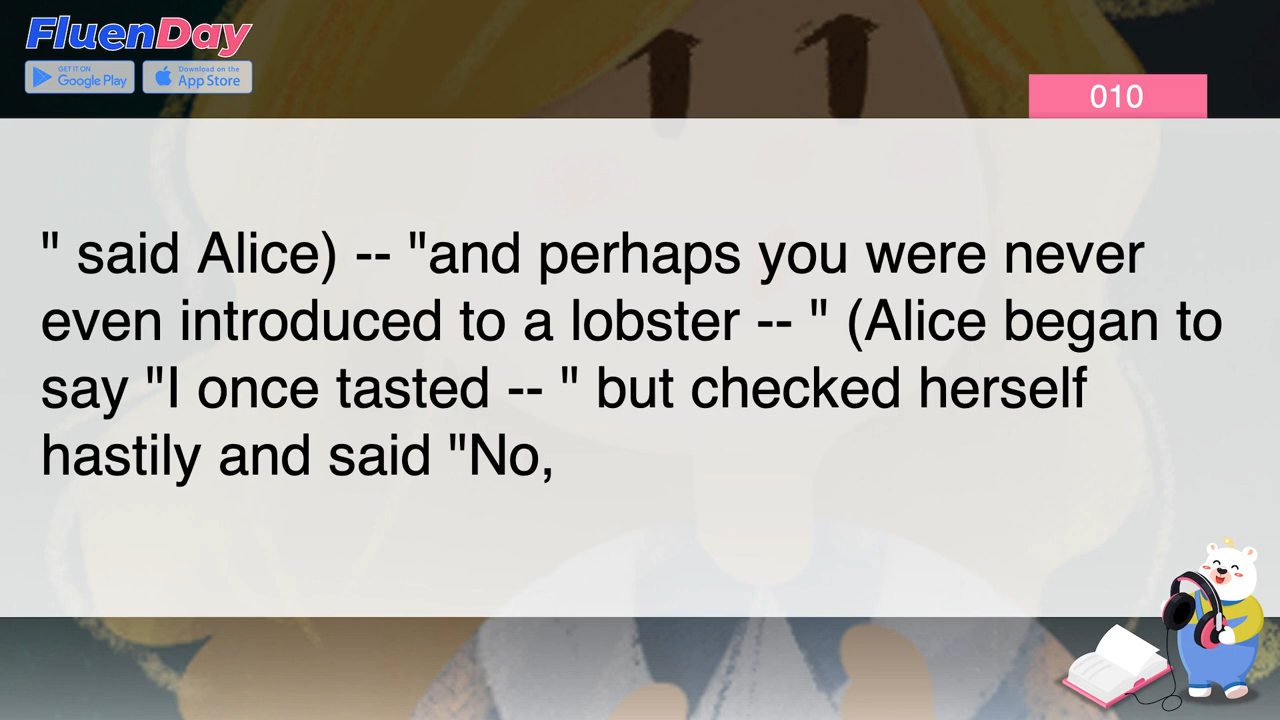 FluenDay
GET IT ON
Google Play
Download on the
App Store
010
" said Alice) -- "and perhaps you were never
even introduced to a lobster -- " (Alice began to
say "I once tasted -- " but checked herself
hastily and said "No,